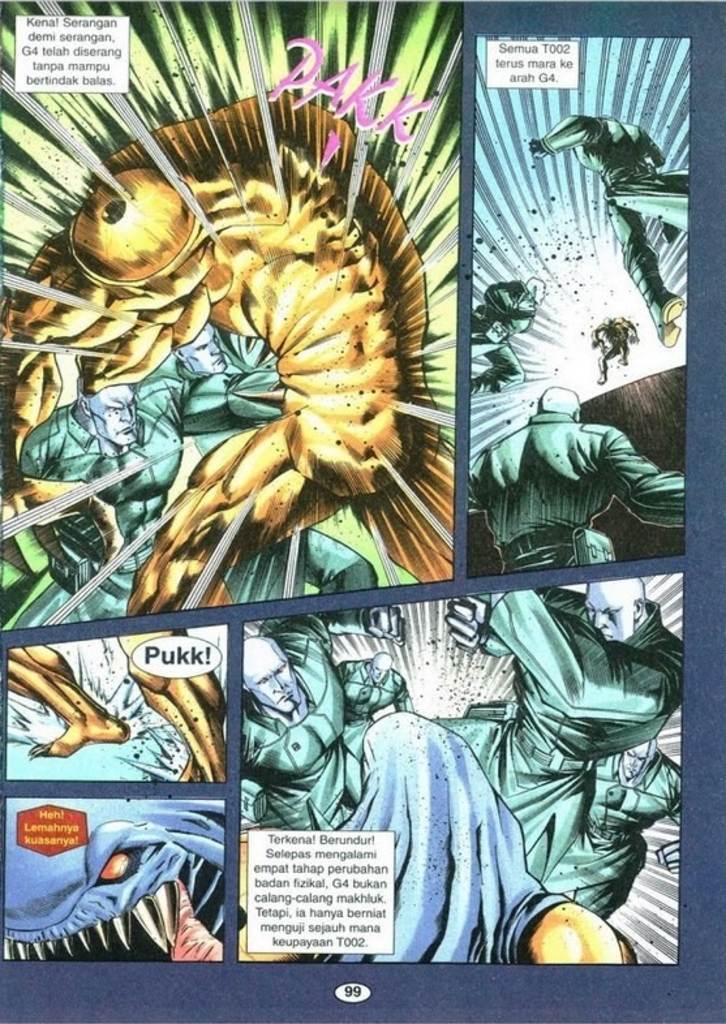 Kena! Serangan
demi serangan,
G4 telah diserang
tanpa mampu
bertindak balas.
PAKK!
Semua T002
terus mara ke
arah G4.
Pukk!
Heh!
Lemahnya
kuasanya!
Terkena! Berundur!
Selepas mengalami
empat tahap perubahan
badan fizikal, G4 bukan
calang-calang makhluk.
Tetapi, ia hanya berniat
menguji sejauh mana
keupayaan T002.
99